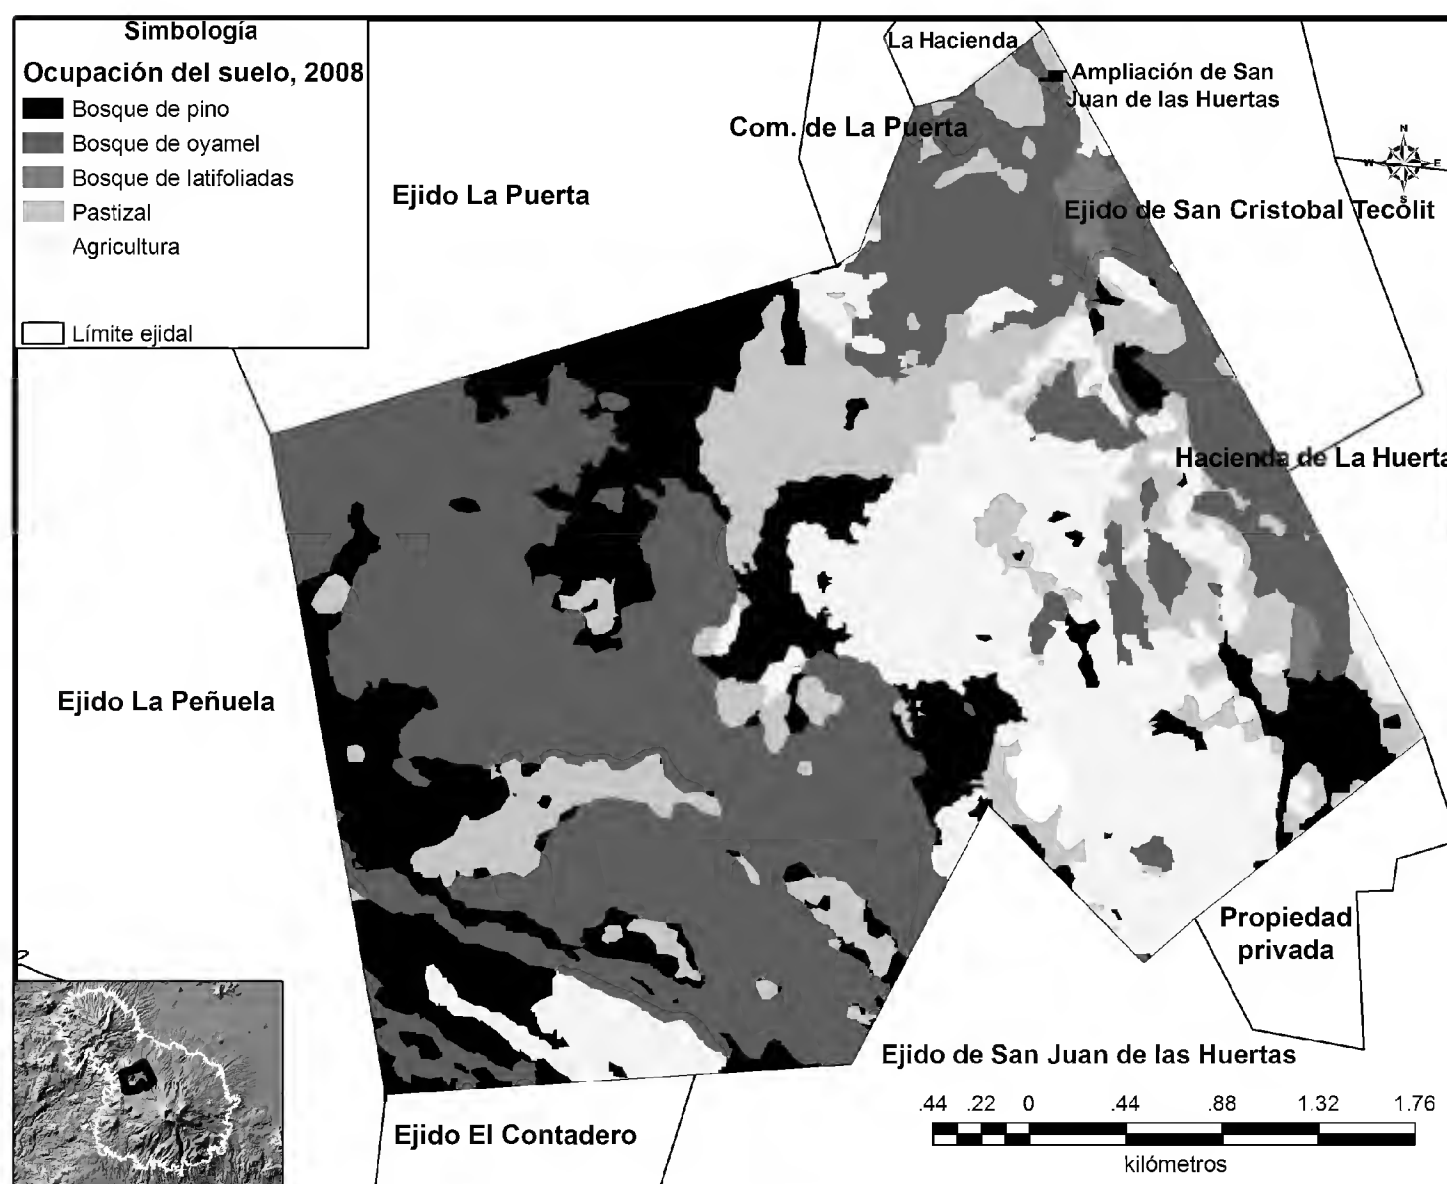 Simbología
Ocupación del suelo, 2008
Bosque de pino
Bosque de oyamel
Bosque de latifoliadas
Pastizal
Agricultura
Límite ejidal
La Hacienda
Ampliación de San
Juan de las Huertas
Com. de La Puerta
Ejido La Puerta
Ejido de San Cristobal Tecólit
N
W E
S
Hacienda de La Huerta
Ejido La Peñuela
Propiedad
privada
Ejido de San Juan de las Huertas
Ejido El Contadero
.44 .22 0 .44 .88 1.32 1.76
kilómetros